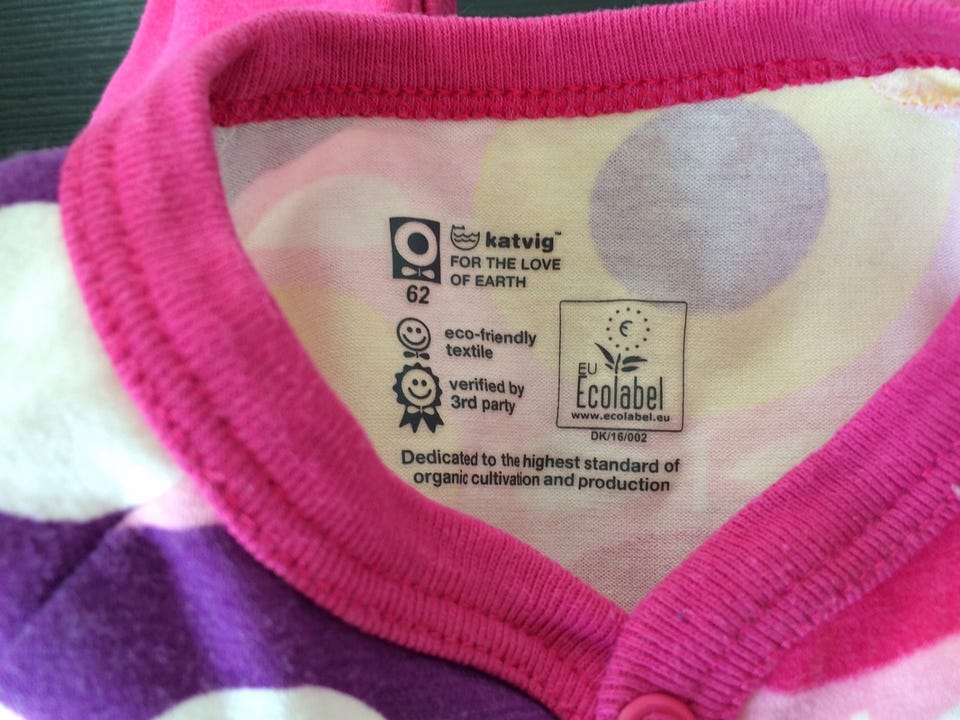 katvig™
FOR THE LOVE
OF EARTH
62
eco-friendly
textile
verified by
3rd party
EU
Ecolabel
www.ecolabel.eu
DK/16/002
Dedicated to the highest standard of
organic cultivation and production